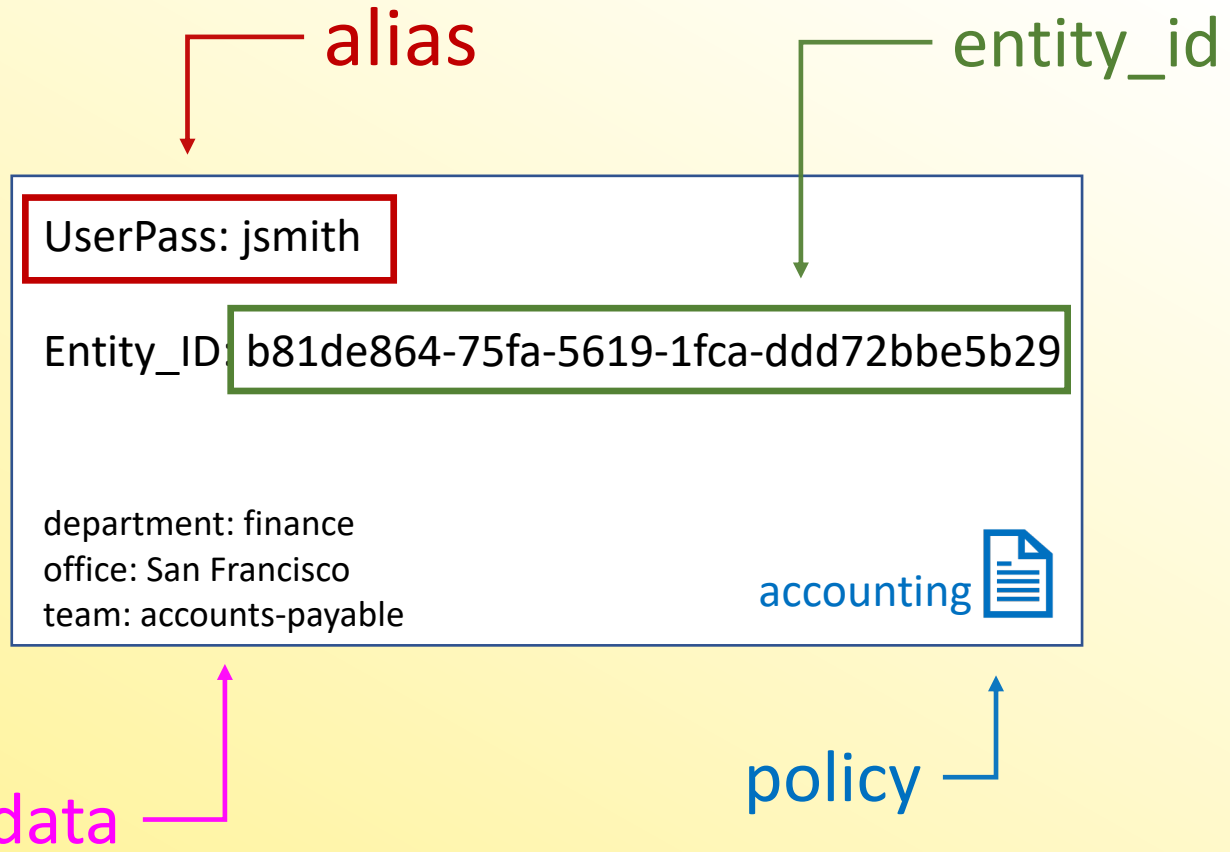 alias
entity_id
UserPass: jsmith
Entity_ID: b81de864-75fa-5619-1fca-ddd72bbe5b29
department: finance
office: San Francisco
team: accounts-payable
accounting
policy
data